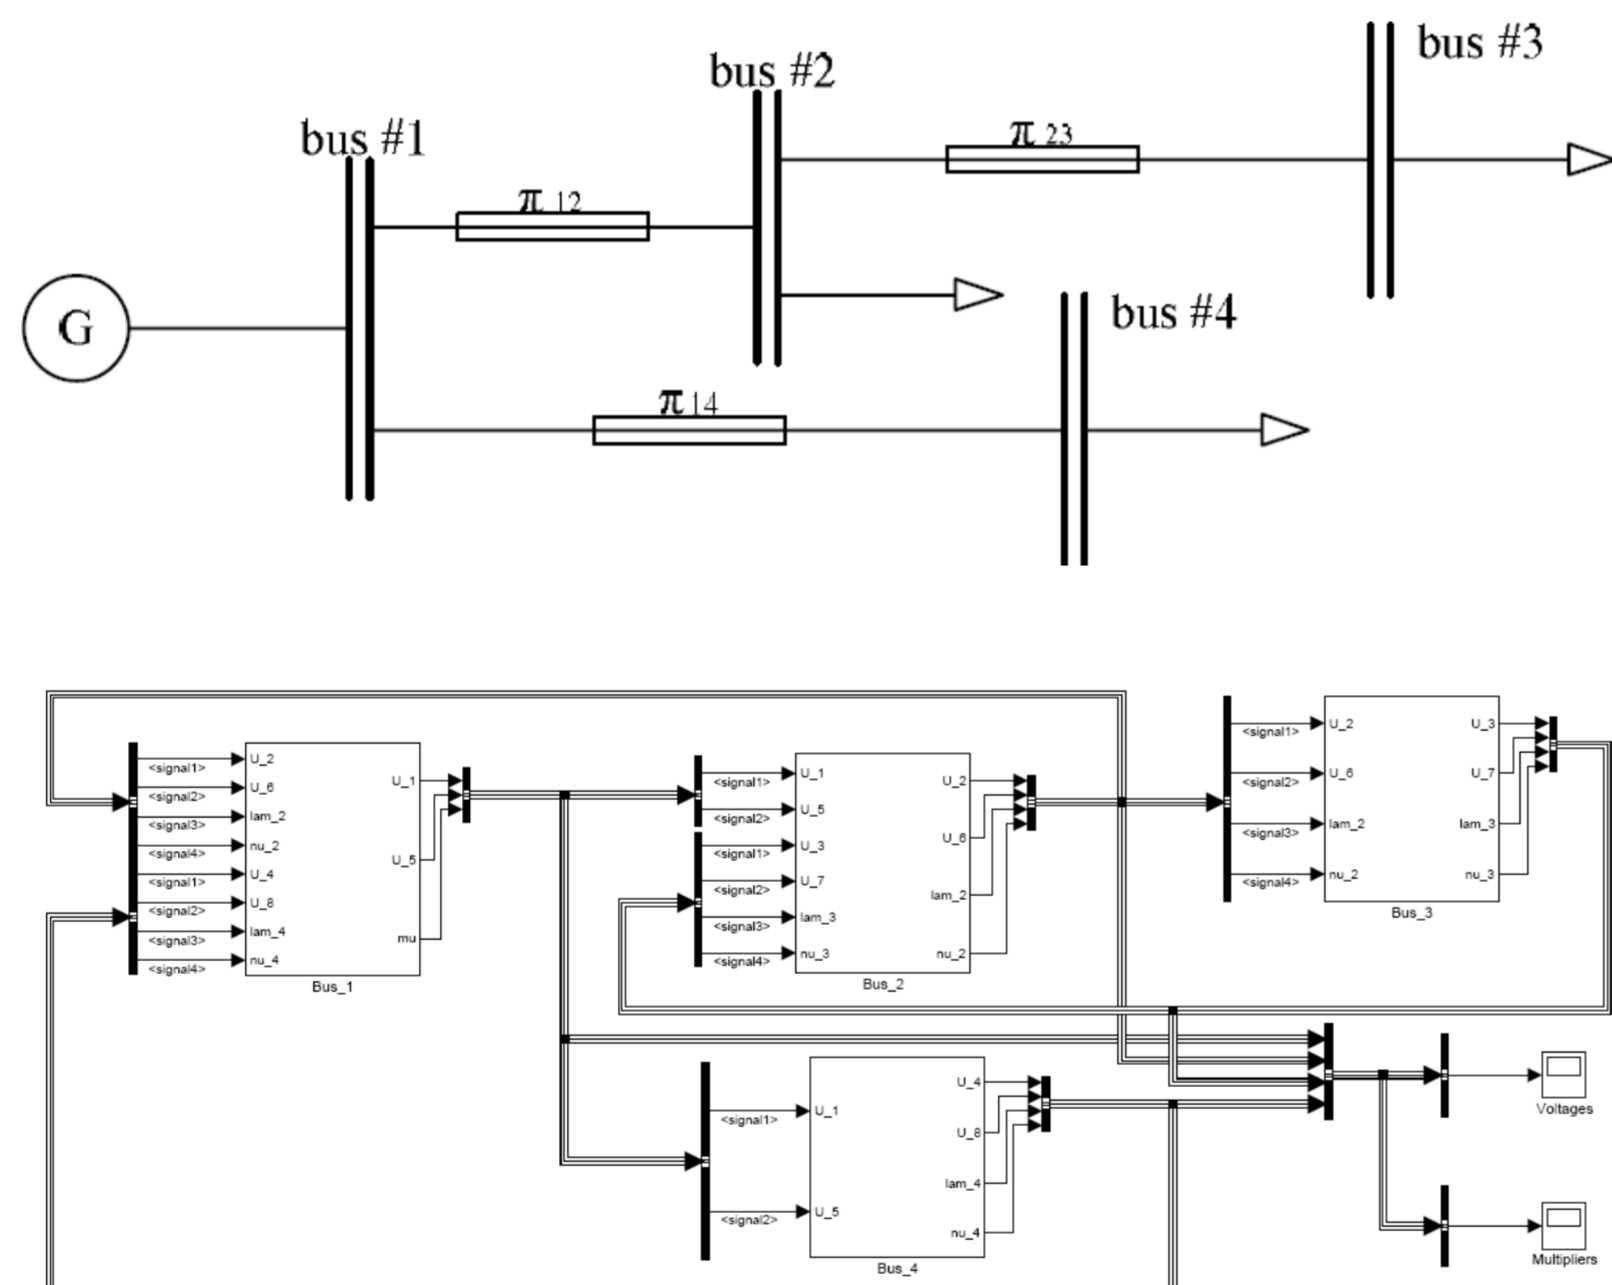 bus #3
bus #2
π 23
bus #1
π 12
bus #4
G
π 14
<signal1>
<signal2>
<signal3>
<signal4>
<signal1>
<signal2>
<signal3>
<signal4>
U_2
U_6
lam_2
nu_2
U_4
U_8
lam_4
nu_4
U_1
U_5
mu
Bus_1
<signal1>
<signal2>
<signal1>
<signal2>
<signal3>
<signal4>
U_1
U_5
U_3
U_7
lam_3
nu_3
U_2
U_6
lam_2
nu_2
Bus_2
<signal1>
<signal2>
<signal3>
<signal4>
U_2
U_6
lam_2
nu_2
U_3
U_7
lam_3
nu_3
Bus_3
<signal1>
<signal2>
U_1
U_5
U_4
U_8
lam_4
nu_4
Bus_4
Voltages
Multipliers